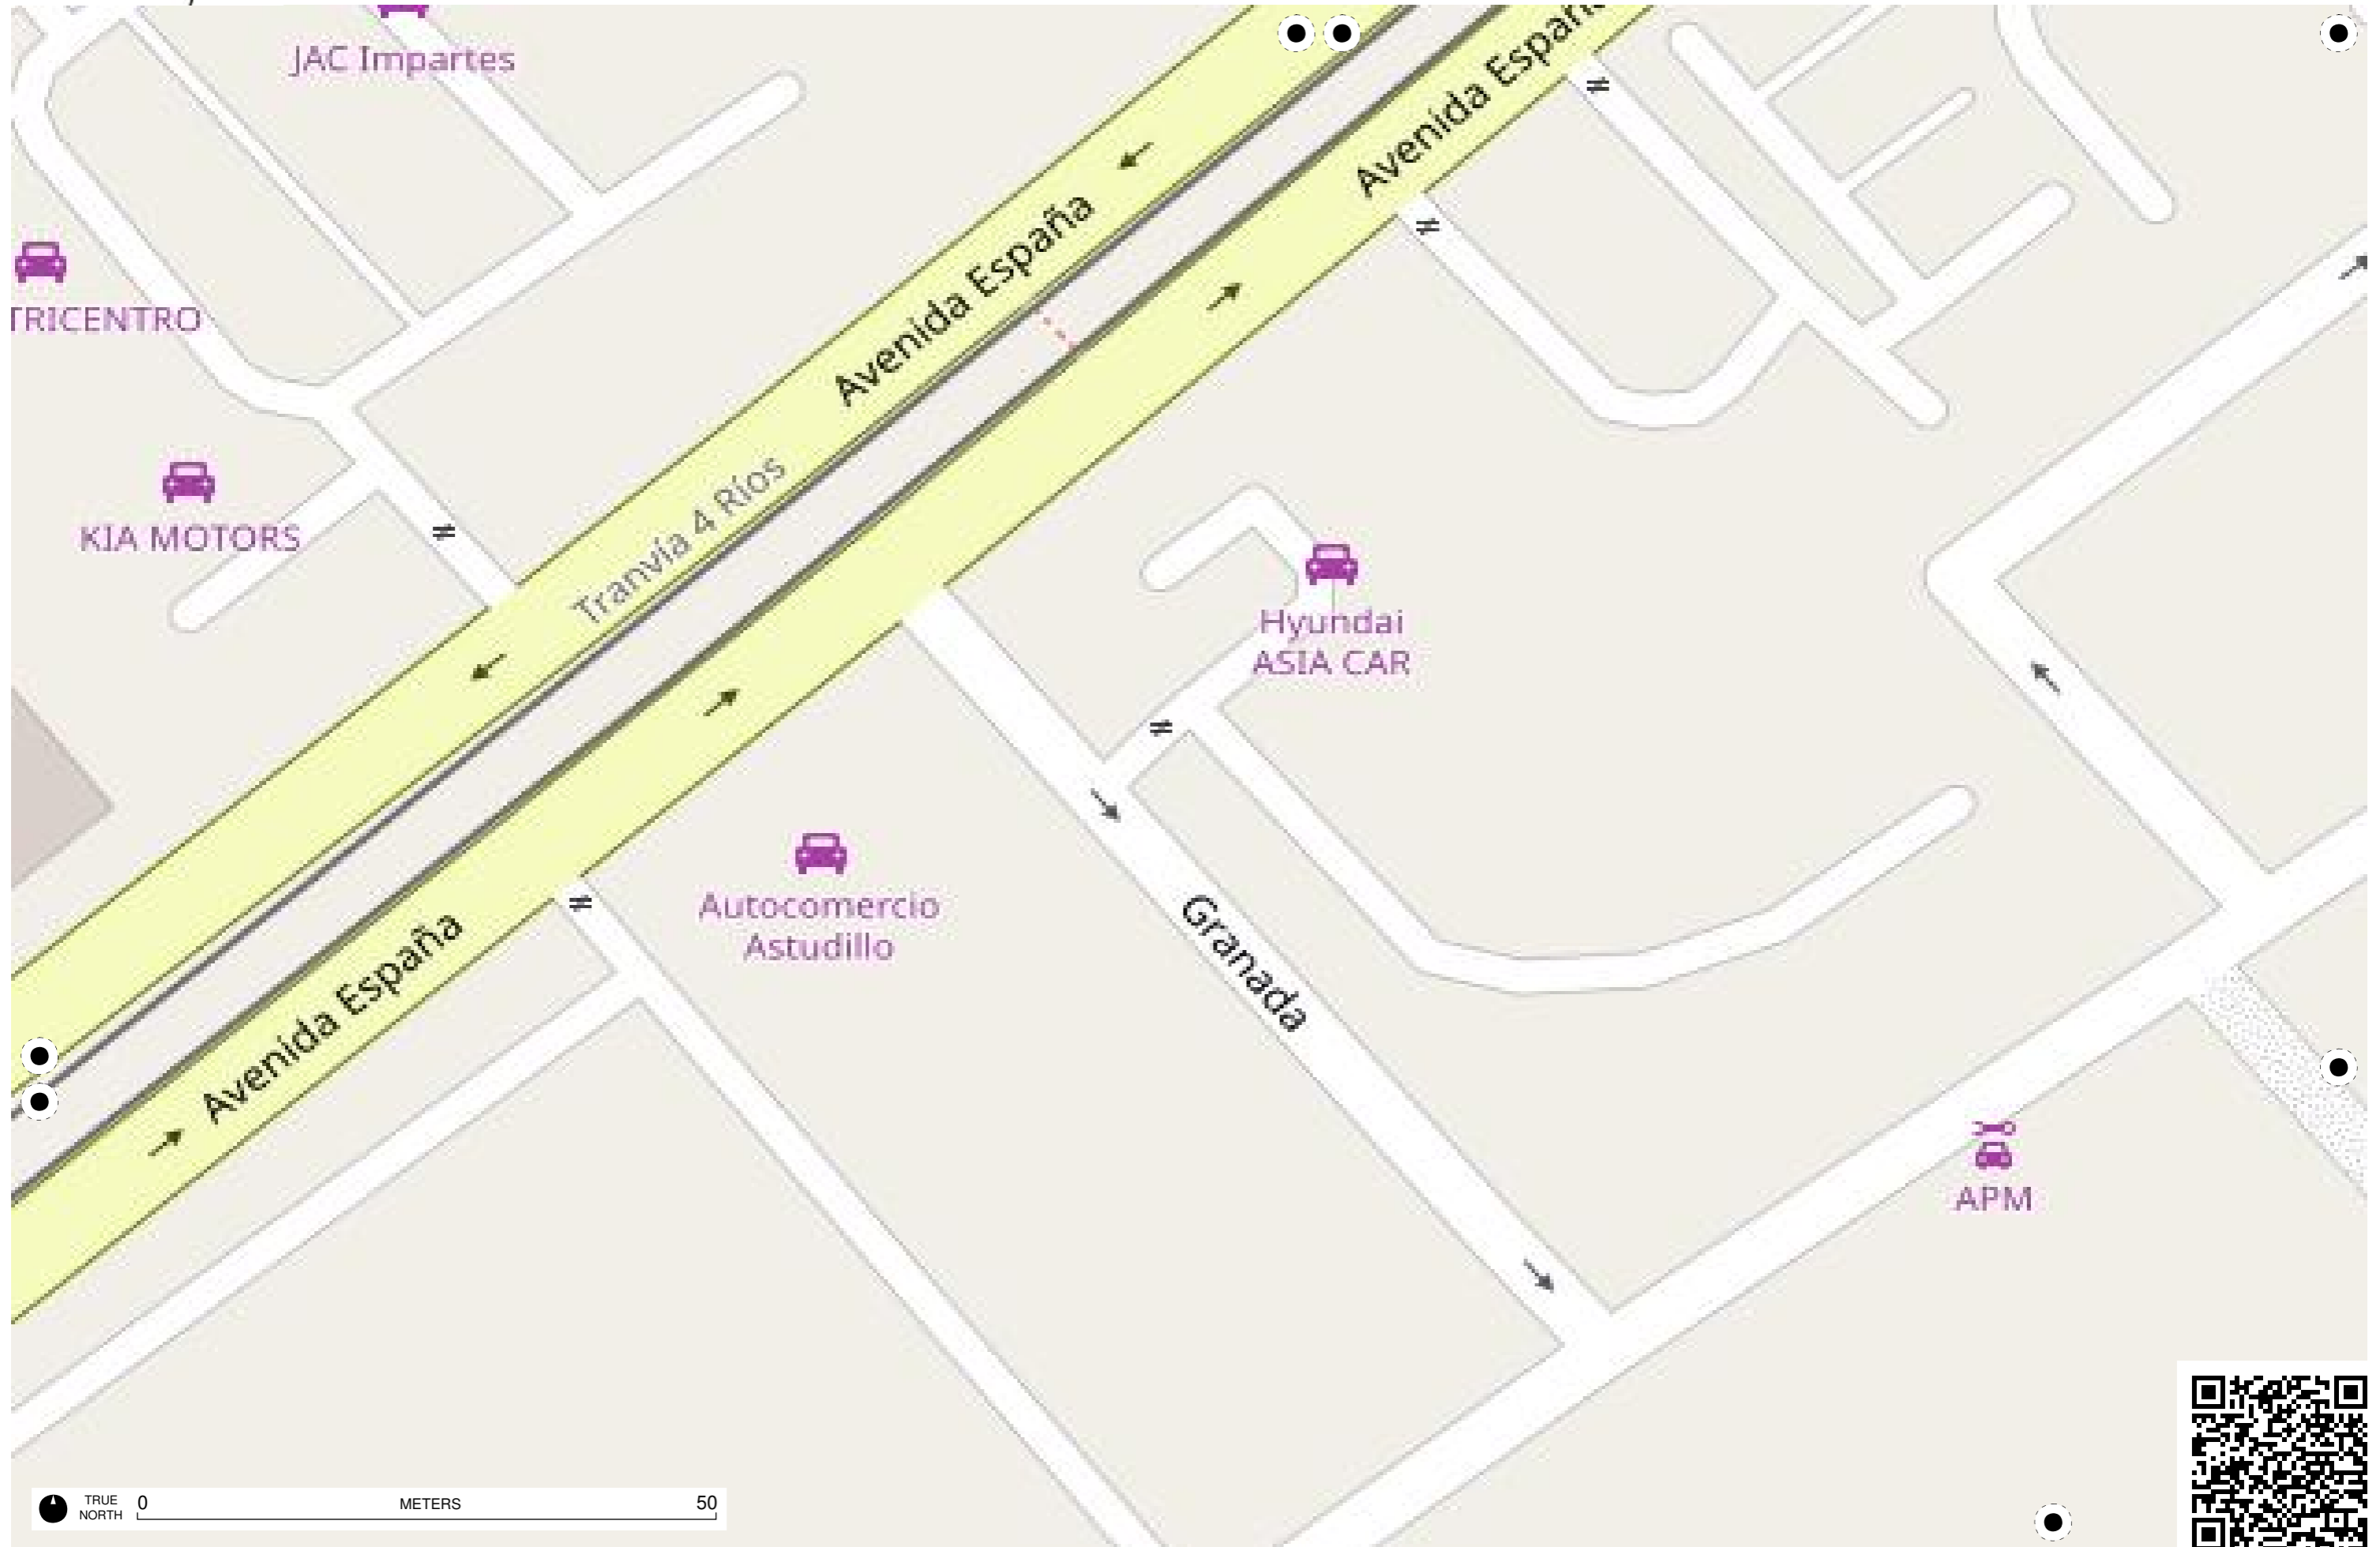 JAC Impartes
Avenida España
Avenida España
TRICENTRO
Tranvía 4 Ríos
KIA MOTORS
Hyundai
ASIA CAR
Autocomercio
Astudillo
Granada
Avenida España
APM
TRUE
NORTH
0
METERS
50